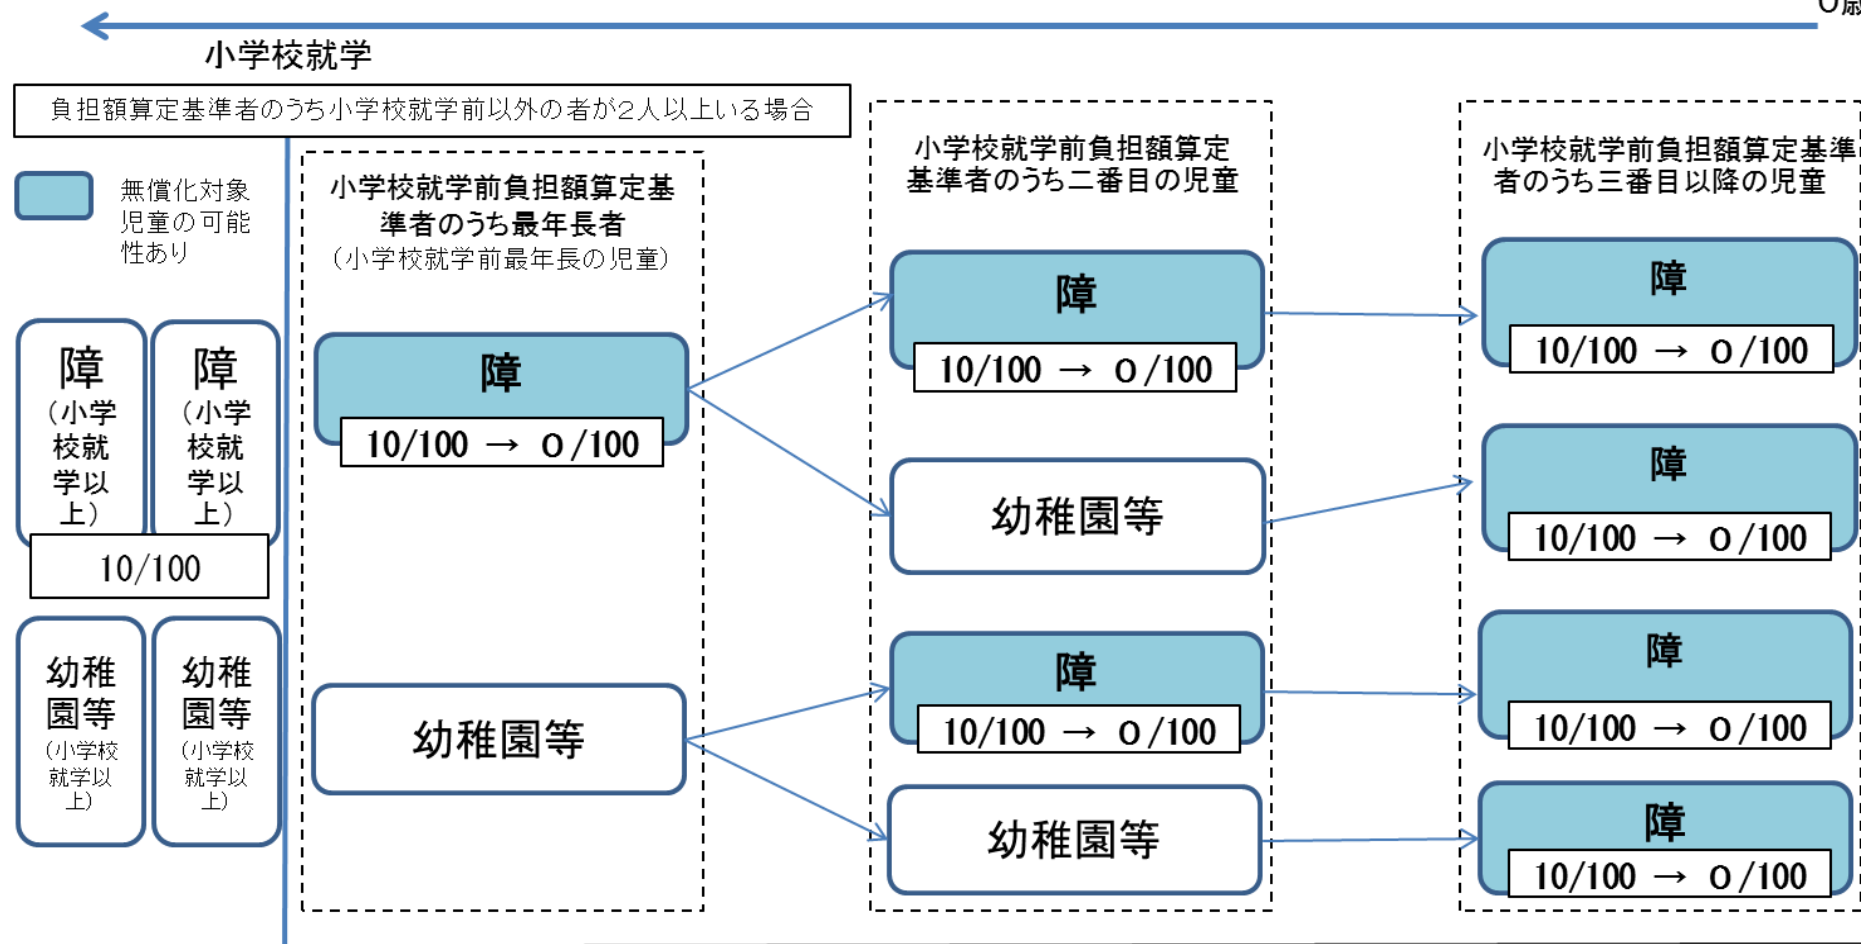 0歳
小学校就学
負担額算定基準者のうち小学校就学前以外の者が２人以上いる場合
無償化対象
児童の可能
性あり
障
（小学
校就
学以
上）
障
（小学
校就
学以
上）
10/100
幼稚
園等
（小学校
就学以
上）
幼稚
園等
（小学校
就学以
上）
小学校就学前負担額算定基
準者のうち最年長者
（小学校就学前最年長の児童）
障
10/100 → ０/100
幼稚園等
小学校就学前負担額算定
基準者のうち二番目の児童
障
10/100 → ０/100
幼稚園等
障
10/100 → ０/100
幼稚園等
小学校就学前負担額算定基準
者のうち三番目以降の児童
障
10/100 → ０/100
障
10/100 → ０/100
障
10/100 → ０/100
障
10/100 → ０/100